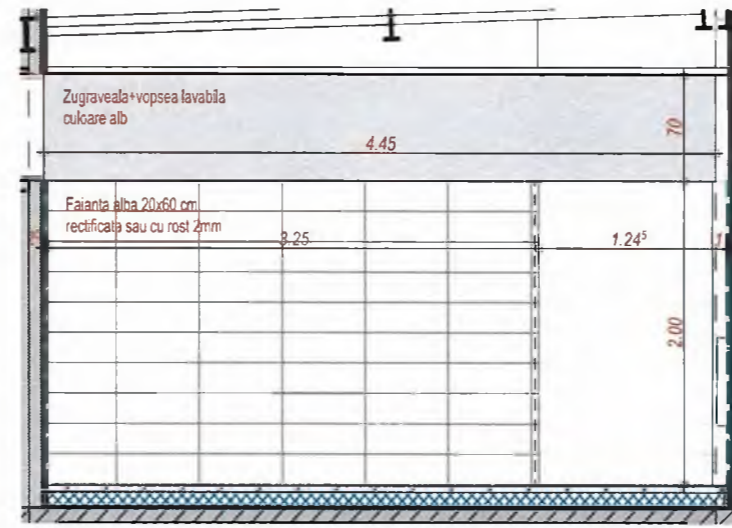 Zugraveala+vopsea lavabila
culoare alb
4.45
70
Faianta alba 20x60 cm
rectificata sau cu rost 2mm
3.25
1.24⁵
2.00